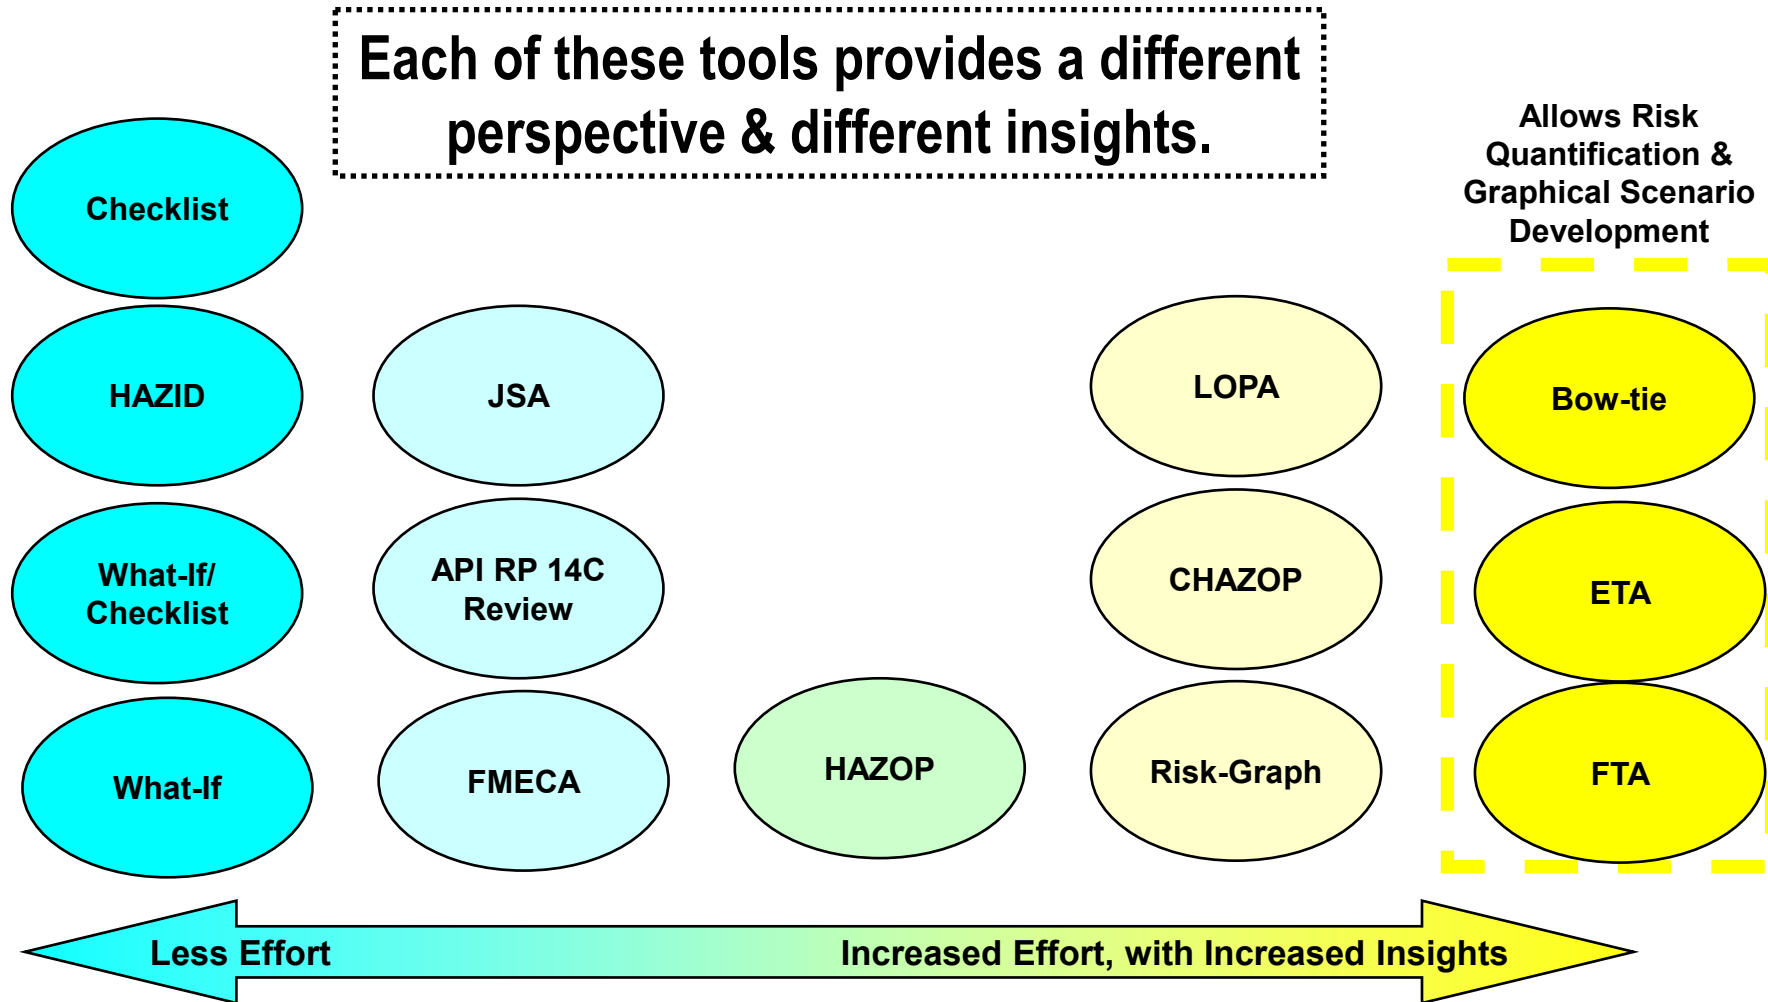 Each of these tools provides a different
perspective & different insights.
Allows Risk
Quantification &
Graphical Scenario
Development
Checklist
HAZID
What-If/
Checklist
What-If
JSA
API RP 14C
Review
FMECA
HAZOP
LOPA
CHAZOP
Risk-Graph
Bow-tie
ETA
FTA
Less Effort
Increased Effort, with Increased Insights